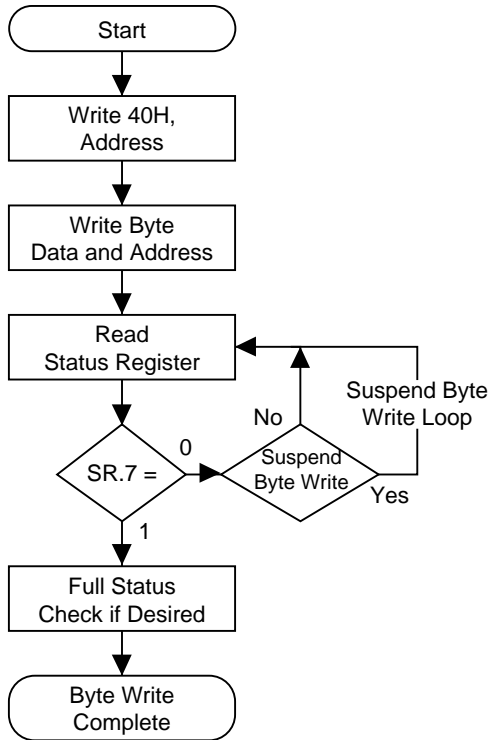 Start
Write 40H,
Address
Write Byte
Data and Address
Read
Status Register
Suspend Byte
Write Loop
No
0
SR.7 =
Suspend
Byte Write
Yes
1
Full Status
Check if Desired
Byte Write
Complete